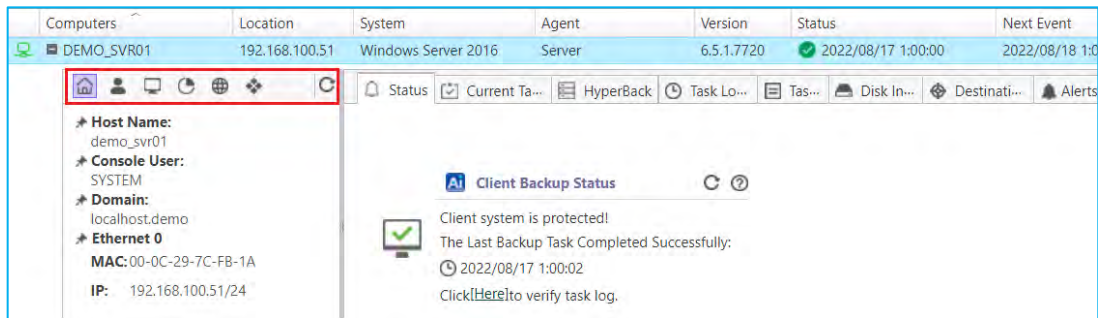 Computers Location System Agent Version Status Next Event
DEMO_SVR01 192.168.100.51 Windows Server 2016 Server 6.5.1.7720 2022/08/17 1:00:00 2022/08/18 1:0
Status Current Ta... HyperBack Task Lo... Tas... Disk In... Destinati... Alerts
Host Name:
demo_svr01
Console User:
SYSTEM
Domain:
localhost.demo
Ethernet 0
MAC:00-0C-29-7C-FB-1A
IP: 192.168.100.51/24
Ai Client Backup Status
Client system is protected!
The Last Backup Task Completed Successfully:
2022/08/17 1:00:02
Click[Here]to verify task log.